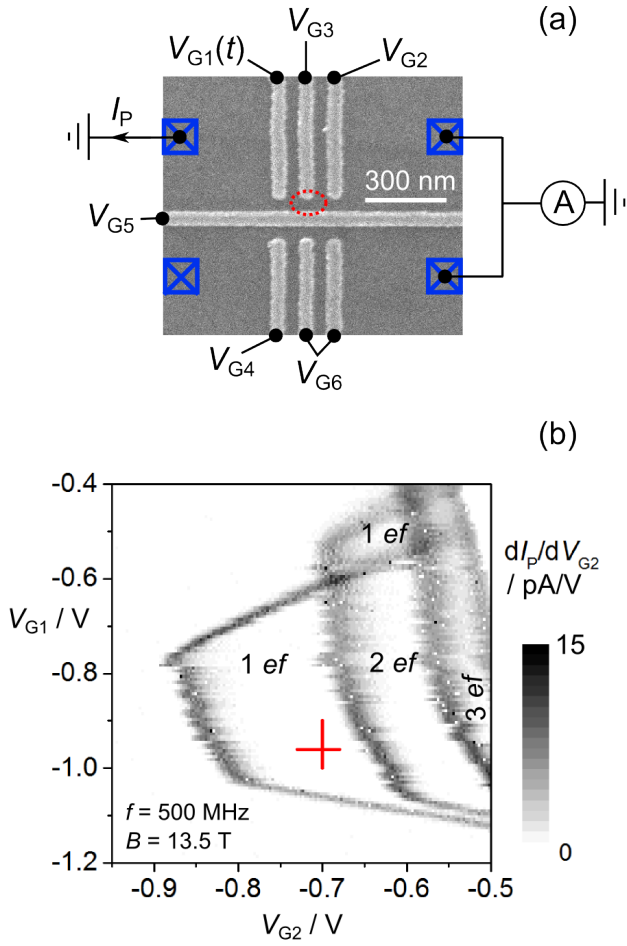 (a)
V_G3
V_G1(t)
V_G2
I_P
300 nm
A
V_G5
V_G4
V_G6
(b)
-0.4
-0.6
-0.8
-1.0
-1.2
V_G1 / V
1 ef
1 ef
2 ef
3 ef
f = 500 MHz
B = 13.5 T
-0.9
-0.8
-0.7
-0.6
-0.5
V_G2 / V
dI_P/dV_G2
/ pA/V
15
0